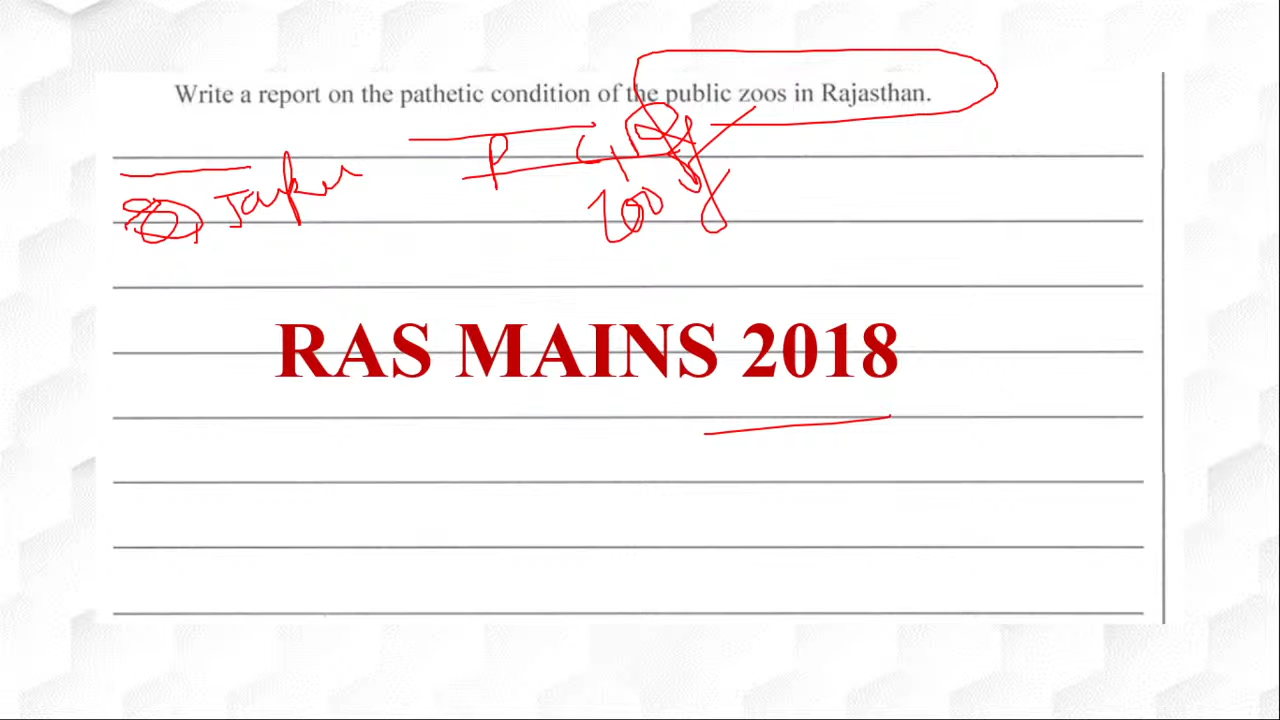 Write a report on the pathetic condition of the public zoos in Rajasthan.
P
Jaipur
RAS MAINS 2018